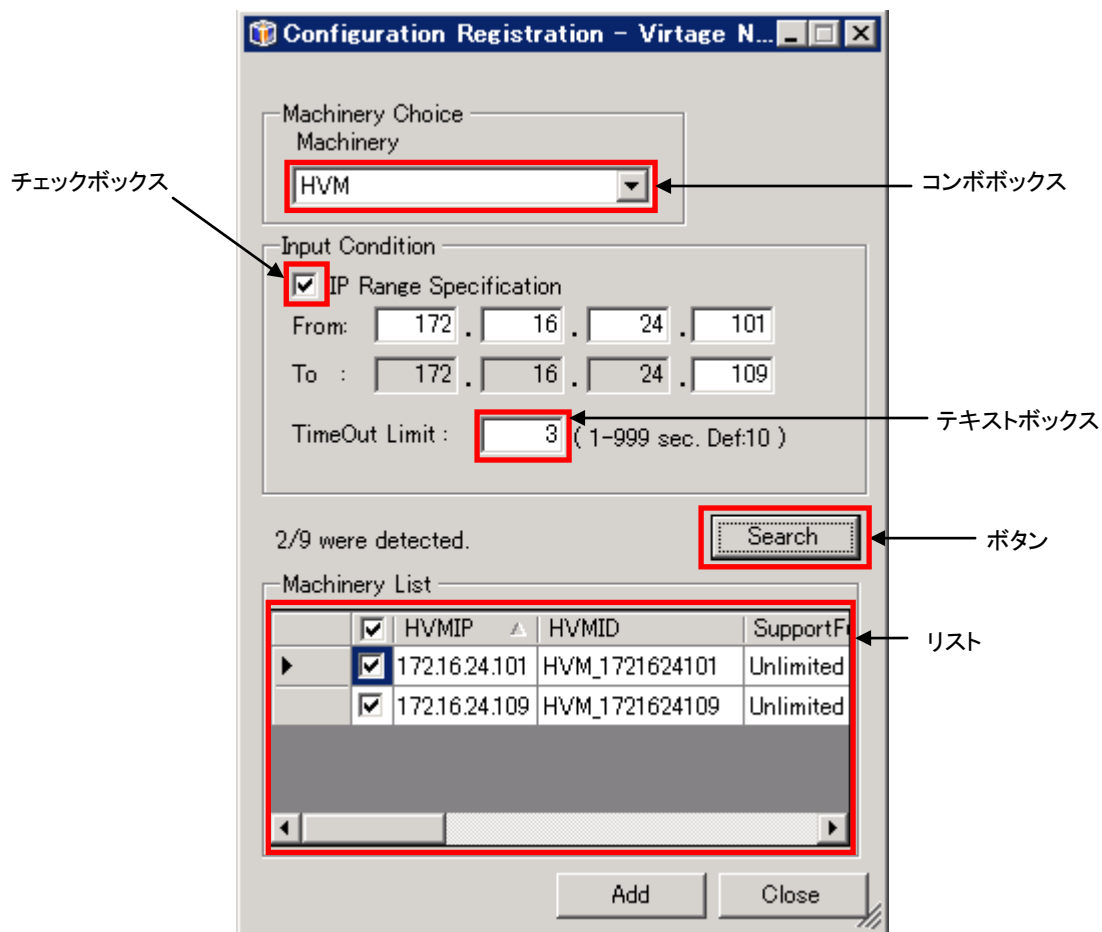 Configuration Registration - Virtage N...
Machinery Choice
Machinery
HVM
チェックボックス
コンボボックス
Input Condition
IP Range Specification
From: 172 . 16 . 24 . 101
To : 172 . 16 . 24 . 109
TimeOut Limit : 3 ( 1-999 sec. Def:10 )
テキストボックス
2/9 were detected.
Search
ボタン
Machinery List
HVMIP HVMID SupportF
リスト
172.16.24.101 HVM_1721624101 Unlimited
172.16.24.109 HVM_1721624109 Unlimited
Add Close